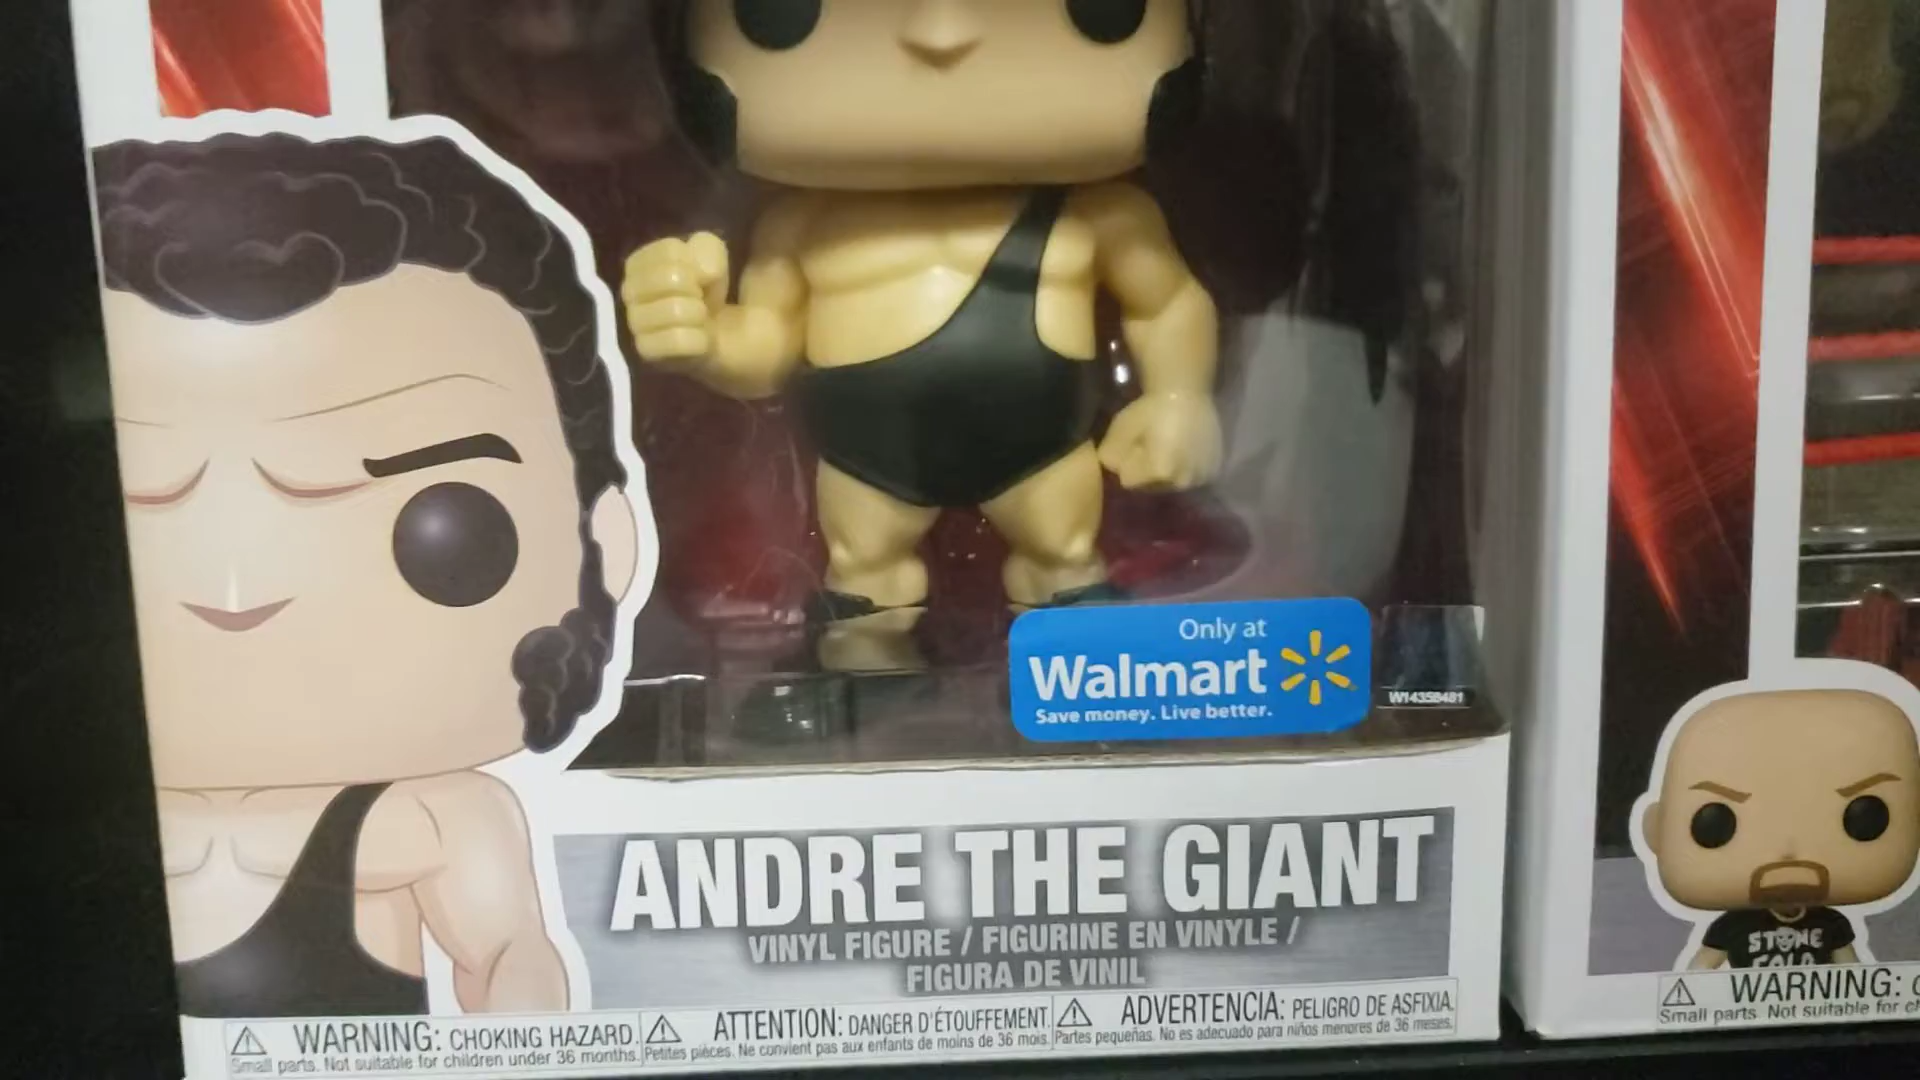 Only at
Walmart
Save money. Live better.
W14358481
ANDRE THE GIANT
VINYL FIGURE / FIGURINE EN VINYLE /
FIGURA DE VINIL
WARNING: CHOKING HAZARD.
Small parts. Not suitable for children under 36 months.
ATTENTION: DANGER D'ÉTOUFFEMENT.
Petites pièces. Ne convient pas aux enfants de moins de 36 mois.
ADVERTENCIA: PELIGRO DE ASFIXIA.
Partes pequeñas. No es adecuado para niños menores de 36 meses.
STONE
COLD
WARNING:
Small parts. Not suitable for